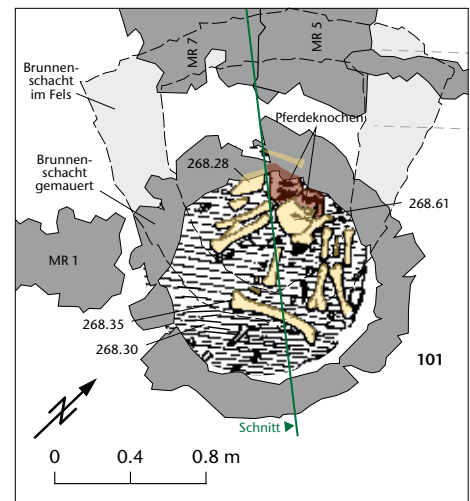 MR 7
MR 5
Brunnen-
schacht
im Fels
Pferdeknochen
Brunnen-
schacht
gemauert
268.28
268.61
MR 1
268.35
268.30
101
Schnitt
N
0 0.4 0.8 m